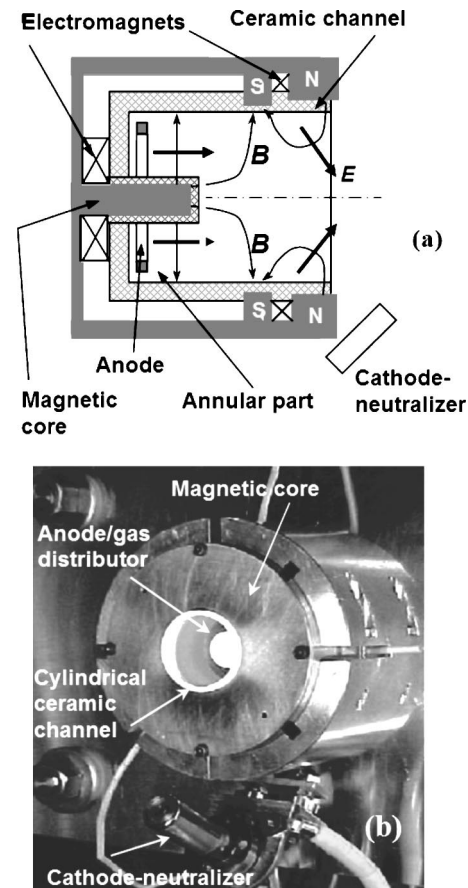 Electromagnets
Ceramic channel
S
N
B
E
B
(a)
S
N
Anode
Magnetic
core
Annular part
Cathode-
neutralizer
Magnetic core
Anode/gas
distributor
Cylindrical
ceramic
channel
(b)
Cathode-neutralizer